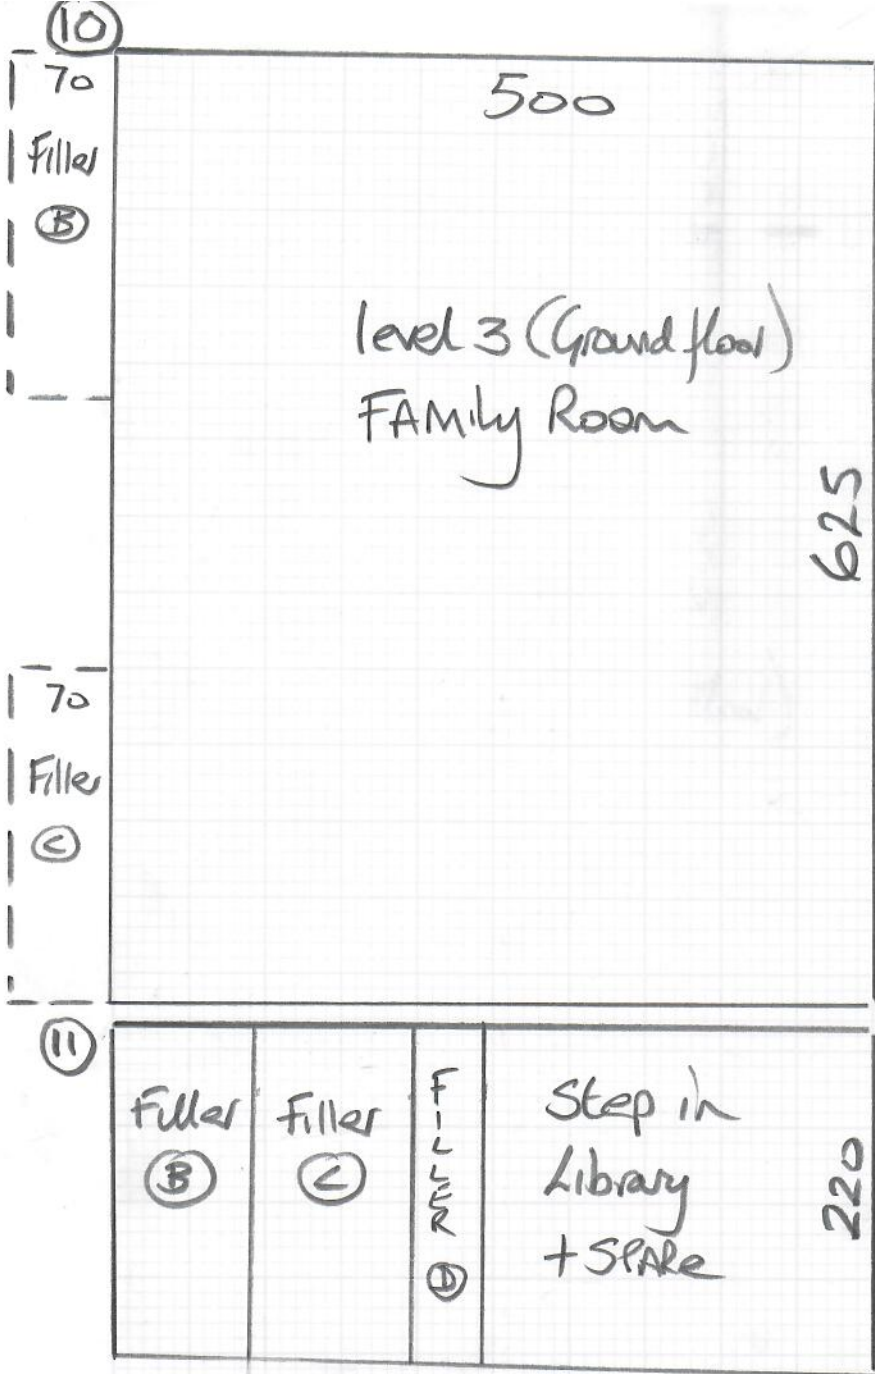 10
70
500
Filler
B
level 3 (Ground floor)
FAMily Room
625
70
Filler
C
11
Filler
B
Filler
C
FILLER
D
Step in
Library
+ SPARe
220